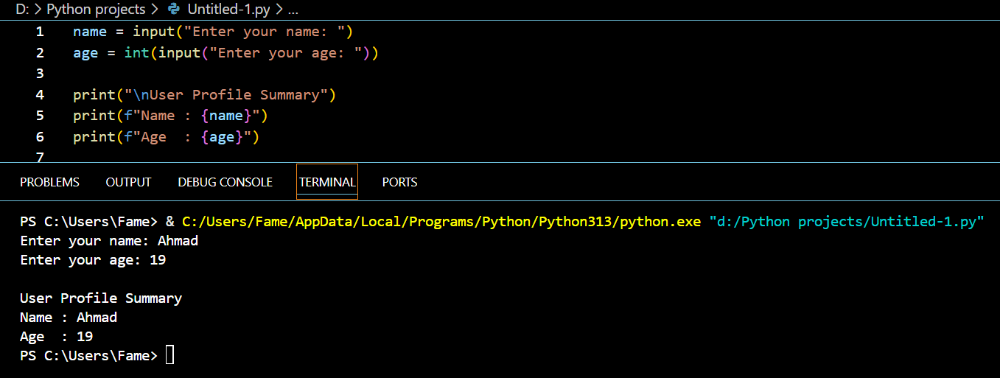 D: > Python projects > Untitled-1.py > ...
1 name = input("Enter your name: ")
2 age = int(input("Enter your age: "))
3
4 print("\nUser Profile Summary")
5 print(f"Name : {name}")
6 print(f"Age  : {age}")
7
PROBLEMS OUTPUT DEBUG CONSOLE TERMINAL PORTS
PS C:\Users\Fame> & C:/Users/Fame/AppData/Local/Programs/Python/Python313/python.exe "d:/Python projects/Untitled-1.py"
Enter your name: Ahmad
Enter your age: 19
User Profile Summary
Name : Ahmad
Age  : 19
PS C:\Users\Fame>